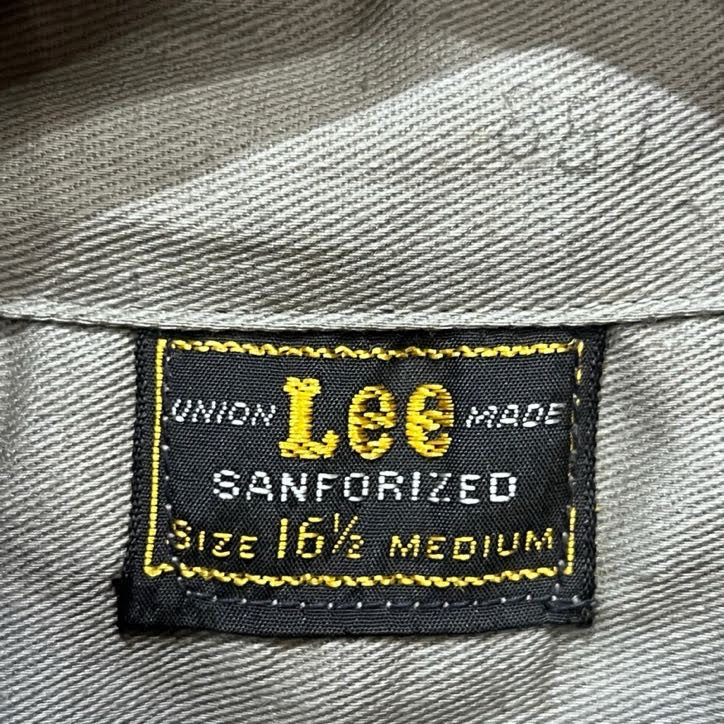 UNION Lee MADE
SANFORIZED
SIZE 16½ MEDIUM